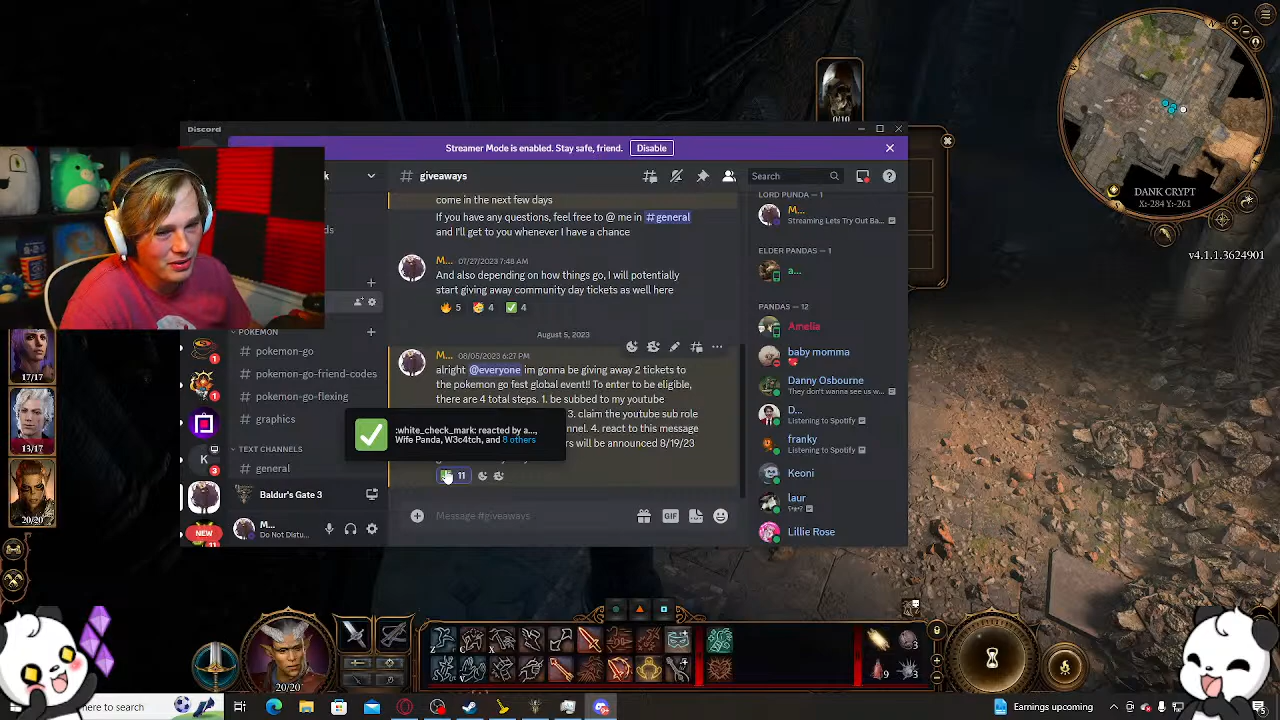 0/10
Discord
Streamer Mode is enabled. Stay safe, friend. Disable
# giveaways
Search
come in the next few days
If you have any questions, feel free to @ me in # general
and I'll get to you whenever I have a chance
M... 07/27/2023 7:48 AM
And also depending on how things go, I will potentially
start giving away community day tickets as well here
5 4 4
August 5, 2023
M... 08/05/2023 6:27 PM
alright @everyone im gonna be giving away 2 tickets to
the pokemon go fest global event!! To enter to be eligible,
there are 4 total steps. 1. be subbed to my youtube
3. claim the youtube sub role
4. react to this message
will be announced 8/19/23
:white_check_mark: reacted by a...,
Wife Panda, W3c4tch, and 8 others
11
Message #giveaways
GIF
POKEMON
# pokemon-go
# pokemon-go-friend-codes
# pokemon-go-flexing
# graphics
TEXT CHANNELS
# general
Baldur's Gate 3
M...
Do Not Distu...
1
1
K
3
NEW
LORD PUNDA — 1
M...
Streaming Lets Try Out Ba...
ELDER PANDAS — 1
a...
PANDAS — 12
Amelia
baby momma
Danny Osbourne
They don't wanna see us w...
D...
Listening to Spotify
franky
Listening to Spotify
Keoni
laur
Lillie Rose
N
DANK CRYPT
X:-284 Y:-261
v4.1.1.3624901
17/17
13/17
20/20
20/20
3
9
3
here to search
Earnings upcoming